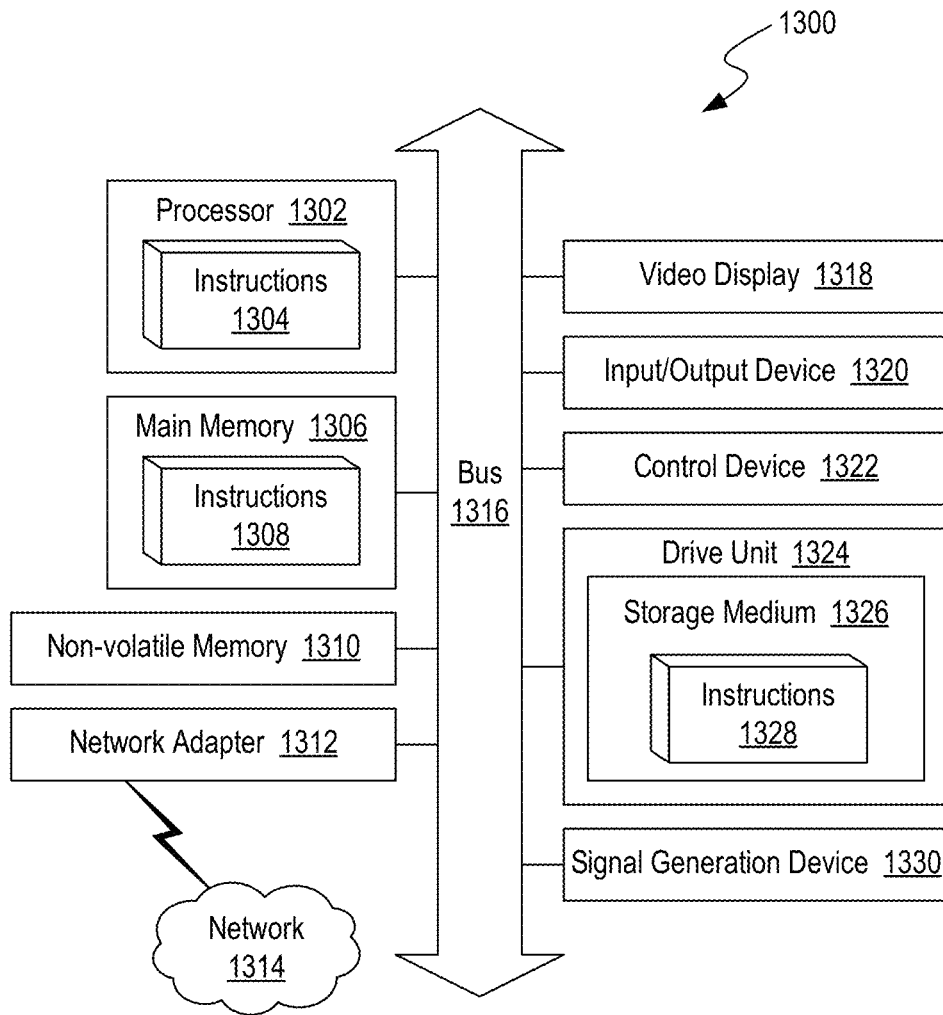 1300
Processor 1302
Instructions
1304
Main Memory 1306
Instructions
1308
Non-volatile Memory 1310
Network Adapter 1312
Network
1314
Bus
1316
Video Display 1318
Input/Output Device 1320
Control Device 1322
Drive Unit 1324
Storage Medium 1326
Instructions
1328
Signal Generation Device 1330